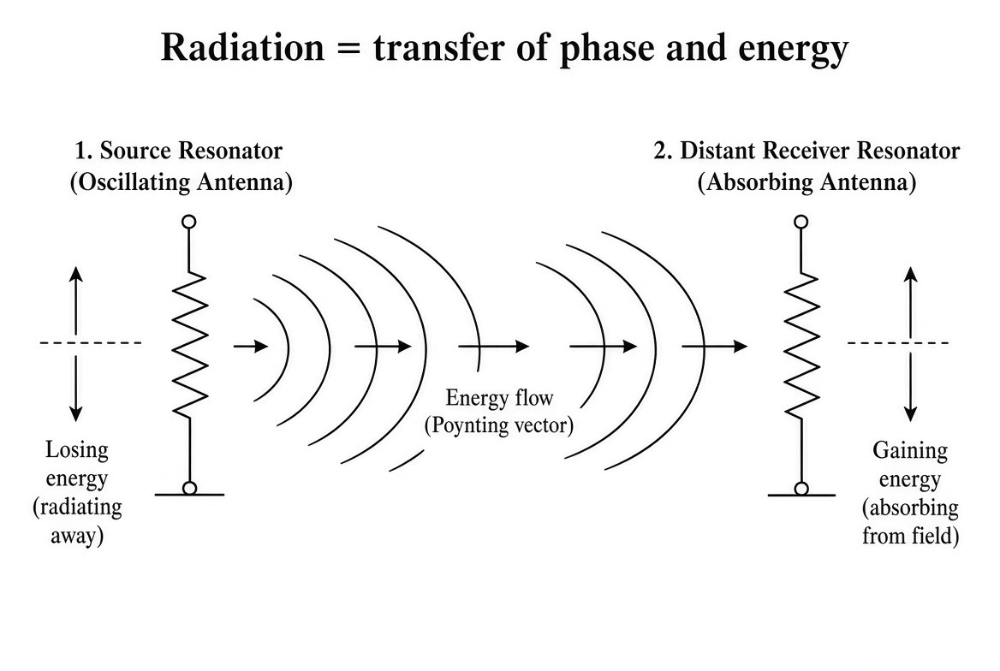 Radiation = transfer of phase and energy
1. Source Resonator
(Oscillating Antenna)
2. Distant Receiver Resonator
(Absorbing Antenna)
Losing
energy
(radiating
away)
Energy flow
(Poynting vector)
Gaining
energy
(absorbing
from field)